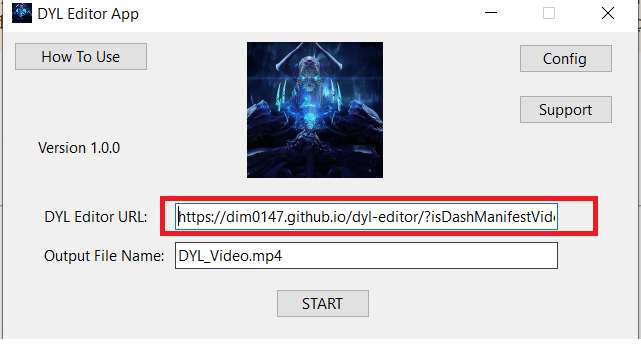 DYL Editor App
How To Use
Config
Support
Version 1.0.0
DYL Editor URL: https://dim0147.github.io/dyl-editor/?isDashManifestVide
Output File Name: DYL_Video.mp4
START